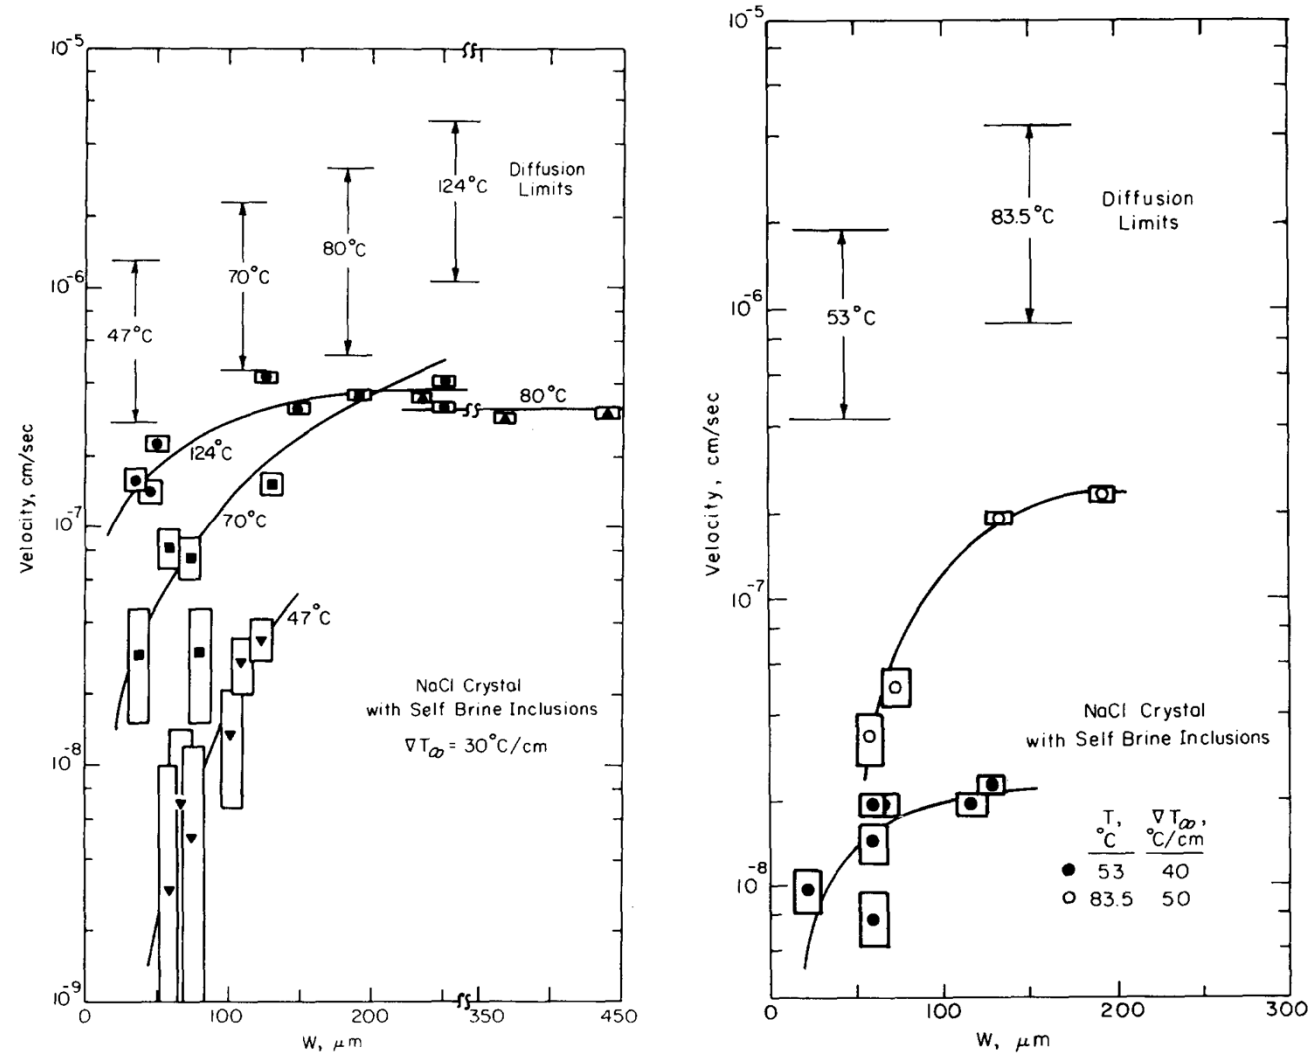 10⁻⁵
10⁻⁶
10⁻⁷
10⁻⁸
10⁻⁹
Velocity, cm/sec
47°C
70°C
80°C
124°C
Diffusion
Limits
80°C
124°C
70°C
47°C
NaCl Crystal
with Self Brine Inclusions
∇T∞ = 30°C/cm
0
100
200
350
450
W, μm
10⁻⁵
10⁻⁶
10⁻⁷
10⁻⁸
Velocity, cm/sec
83.5°C
Diffusion
Limits
53°C
NaCl Crystal
with Self Brine Inclusions
T, ∇T∞,
°C °C/cm
● 53 40
○ 83.5 50
0
100
200
300
W, μm